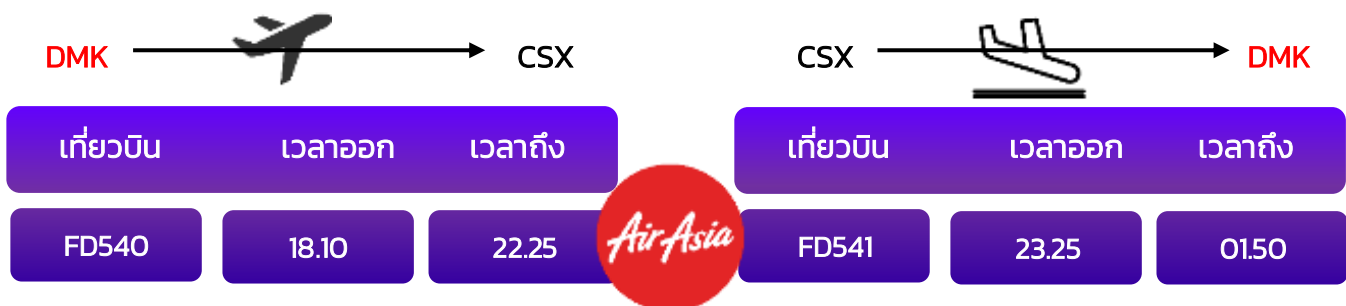 DMK CSX
เที่ยวบิน เวลาออก เวลาถึง
FD540 18.10 22.25
AirAsia
CSX DMK
เที่ยวบิน เวลาออก เวลาถึง
FD541 23.25 01.50